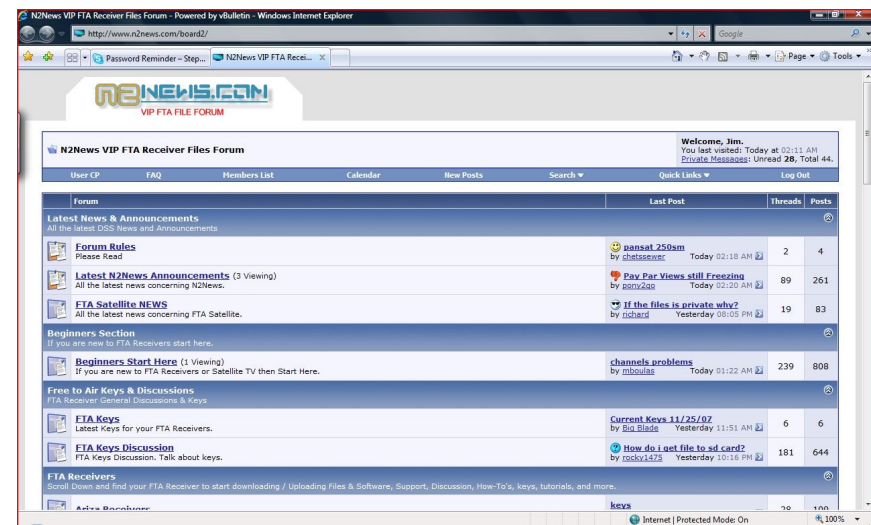 N2News VIP FTA Receiver Files Forum - Powered by vBulletin - Windows Internet Explorer
http://www.n2news.com/board2/
Google
Password Reminder – Step...
N2News VIP FTA Recei...
Page
Tools
N2NEWS.COM
VIP FTA FILE FORUM
N2News VIP FTA Receiver Files Forum
Welcome, Jim.
You last visited: Today at 02:11 AM
Private Messages: Unread 28, Total 44.
User CP FAQ Members List Calendar New Posts Search Quick Links Log Out
Forum Last Post Threads Posts
Latest News & Announcements
All the latest DSS News and Announcements
Forum Rules
Please Read
pansat 250sm
by chetssewer Today 02:18 AM
2 4
Latest N2News Announcements (3 Viewing)
All the latest news concerning N2News.
Pay Par Views still Freezing
by pony2go Today 02:20 AM
89 261
FTA Satellite NEWS
All the latest news concerning FTA Satellite.
If the files is private why?
by richard Yesterday 08:05 PM
19 83
Beginners Section
If you are new to FTA Receivers start here.
Beginners Start Here (1 Viewing)
If you are new to FTA Receivers or Satellite TV then Start Here.
channels problems
by mboulas Today 01:22 AM
239 808
Free to Air Keys & Discussions
FTA Receiver General Discussions & Keys
FTA Keys
Latest Keys for your FTA Receivers.
Current Keys 11/25/07
by Big Blade Yesterday 11:51 AM
6 6
FTA Keys Discussion
FTA Keys Discussion. Talk about keys.
How do i get file to sd card?
by rocky1475 Yesterday 10:16 PM
181 644
FTA Receivers
Scroll Down and find your FTA Receiver to start downloading / Uploading Files & Software, Support, Discussion, How-To's, keys, tutorials, and more.
Ariza Receivers
keys
Internet | Protected Mode: On
100%